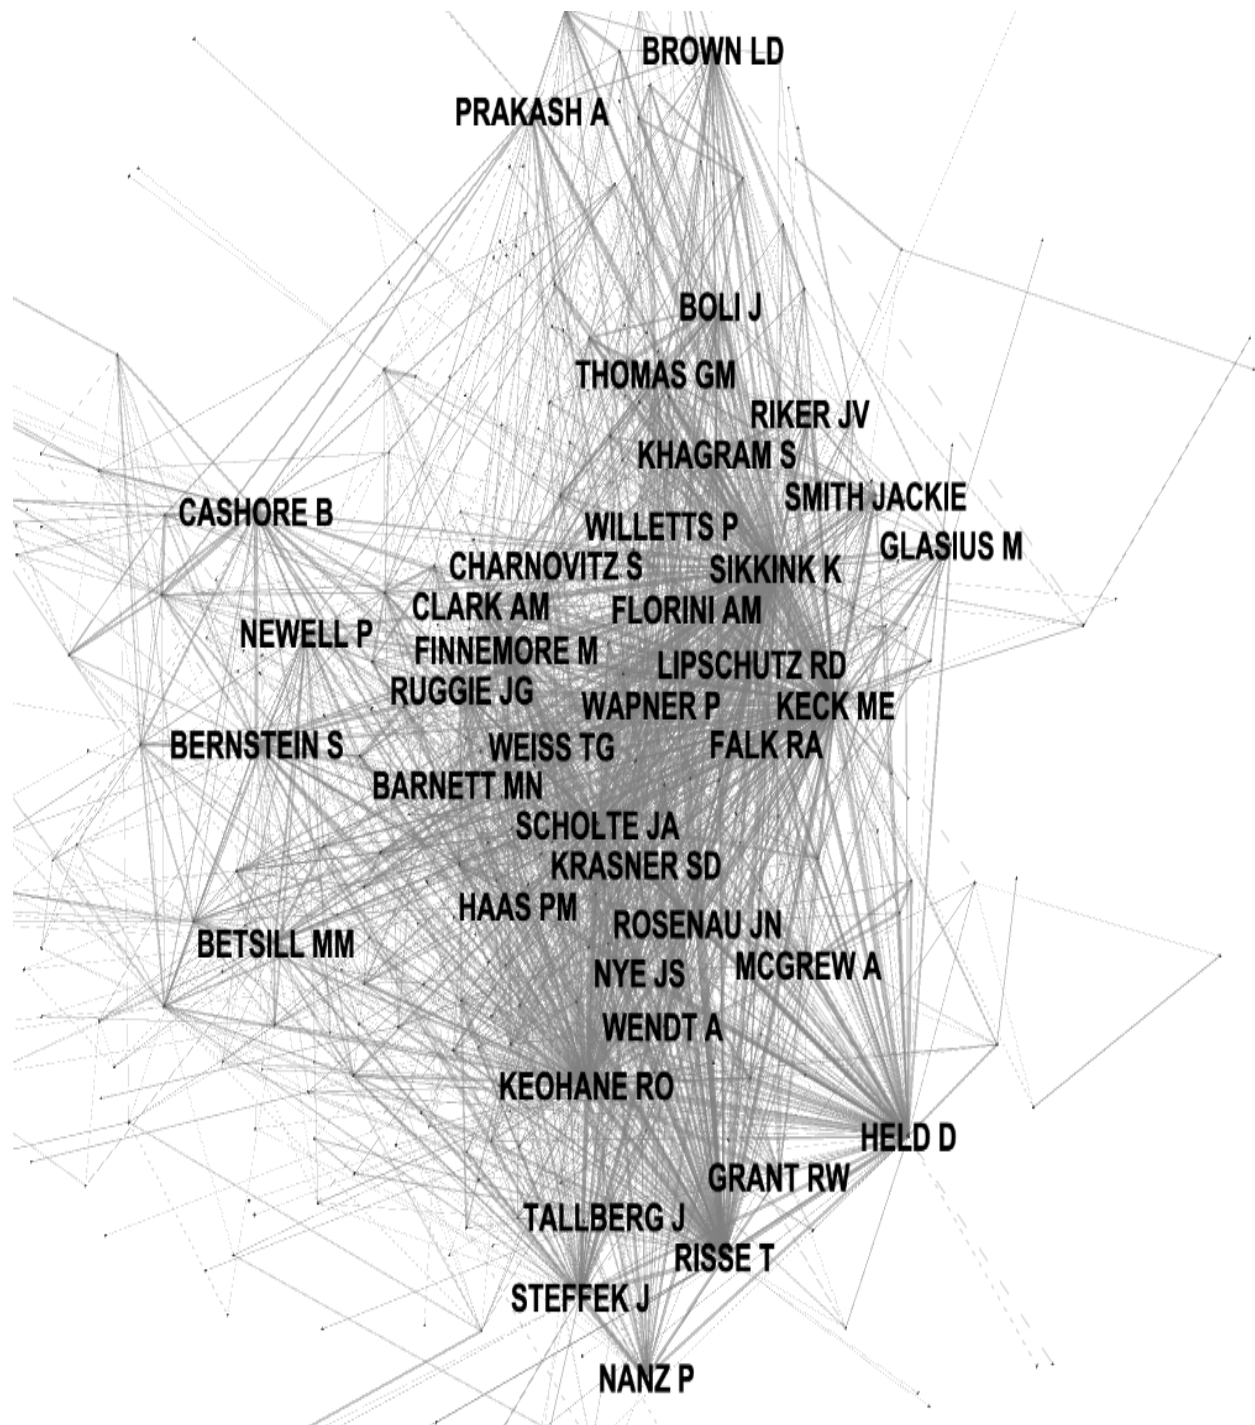 BROWN LD
PRAKASH A
BOLI J
THOMAS GM
RIKER JV
KHAGRAM S
SMITH JACKIE
CASHORE B
WILLETTS P
GLASIUS M
CHARNOVITZ S
SIKKINK K
CLARK AM
FLORINI AM
NEWELL P
FINNEMORE M
LIPSCHUTZ RD
RUGGIE JG
WAPNER P
KECK ME
BERNSTEIN S
WEISS TG
FALK RA
BARNETT MN
SCHOLTE JA
KRASNER SD
HAAS PM
ROSENAU JN
BETSILL MM
NYE JS
MCGREW A
WENDT A
KEOHANE RO
HELD D
GRANT RW
TALLBERG J
RISSE T
STEFFEK J
NANZ P